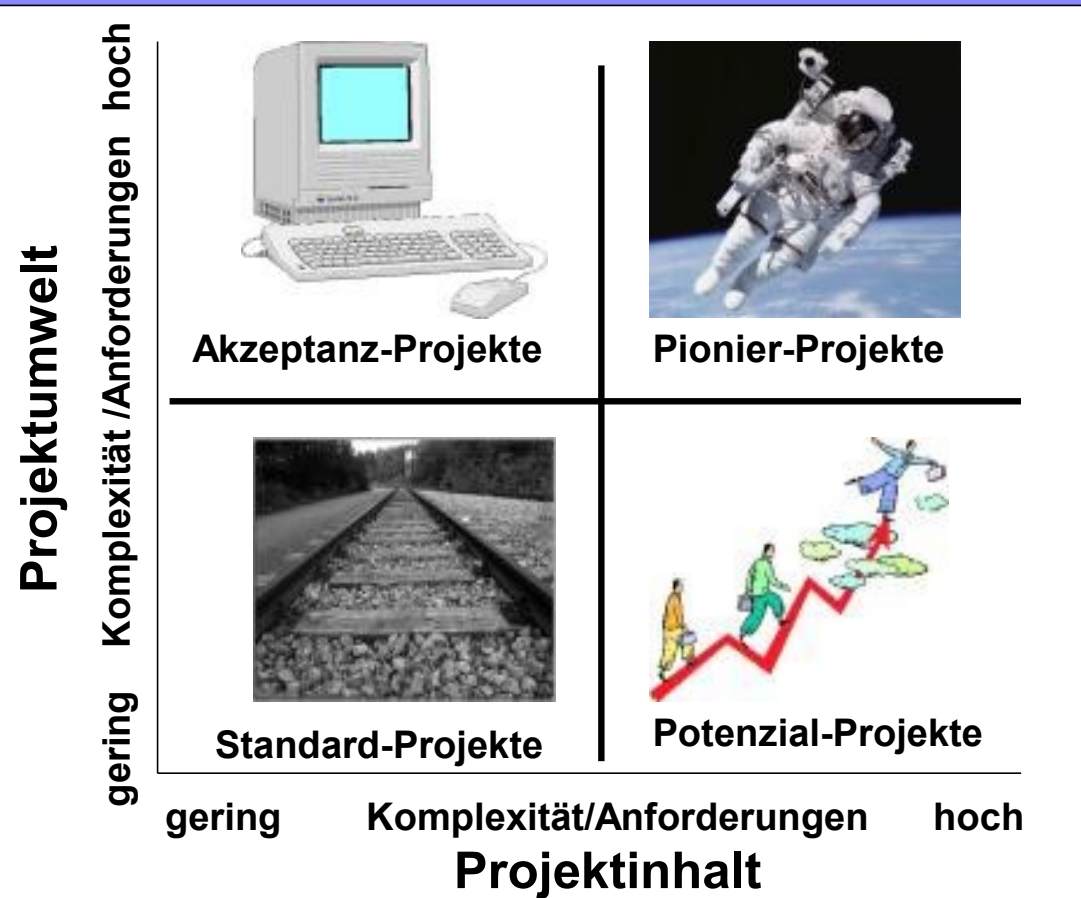 Projektumwelt
gering Komplexität /Anforderungen hoch
Akzeptanz-Projekte
Pionier-Projekte
Standard-Projekte
Potenzial-Projekte
gering Komplexität/Anforderungen hoch
Projektinhalt